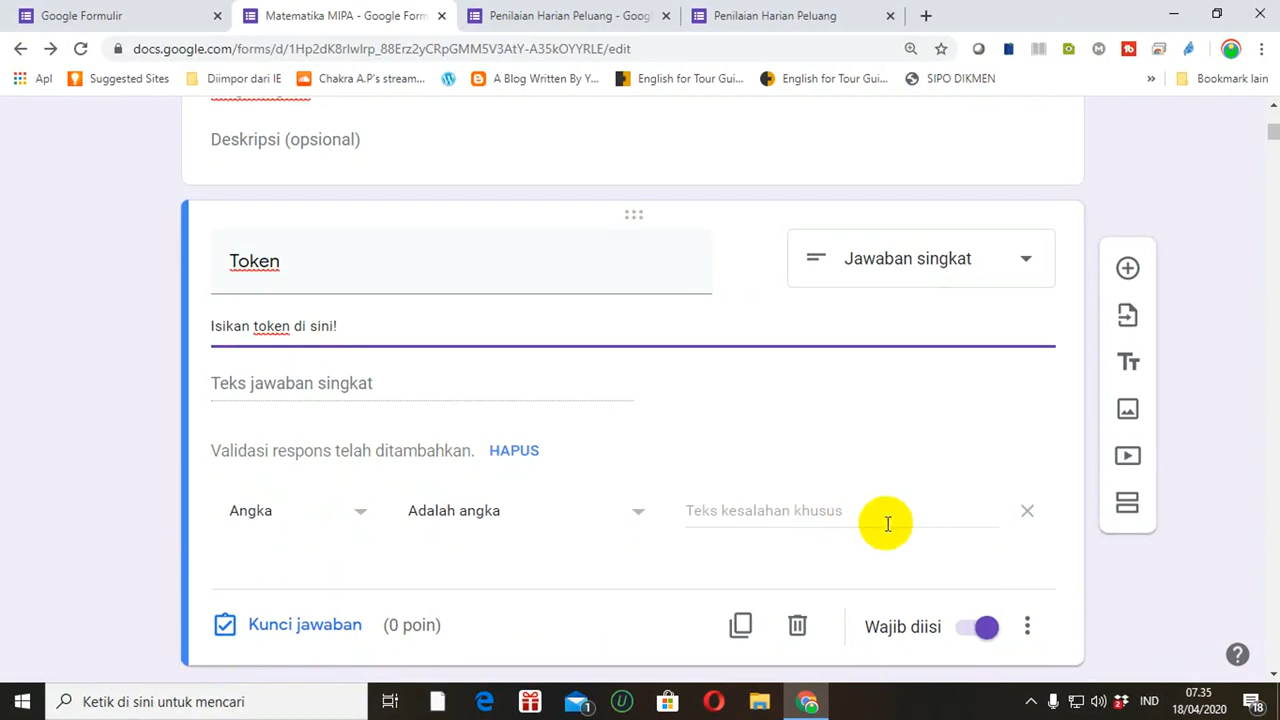 Google Formulir
Matematika MIPA - Google Form
Penilaian Harian Peluang - Googl
Penilaian Harian Peluang
docs.google.com/forms/d/1Hp2dK8rlwIrp_88Erz2yCRpGMM5V3AtY-A35kOYYRLE/edit
Apl
Suggested Sites
Diimpor dari IE
Chakra A.P's stream...
A Blog Written By Y...
English for Tour Gui...
English for Tour Gui...
SIPO DIKMEN
»
Bookmark lain
Deskripsi (opsional)
Token
Jawaban singkat
Isikan token di sini!
Teks jawaban singkat
Validasi respons telah ditambahkan. HAPUS
Angka
Adalah angka
Teks kesalahan khusus
Kunci jawaban (0 poin)
Wajib diisi
Ketik di sini untuk mencari
1
IND
07.35
18/04/2020
18